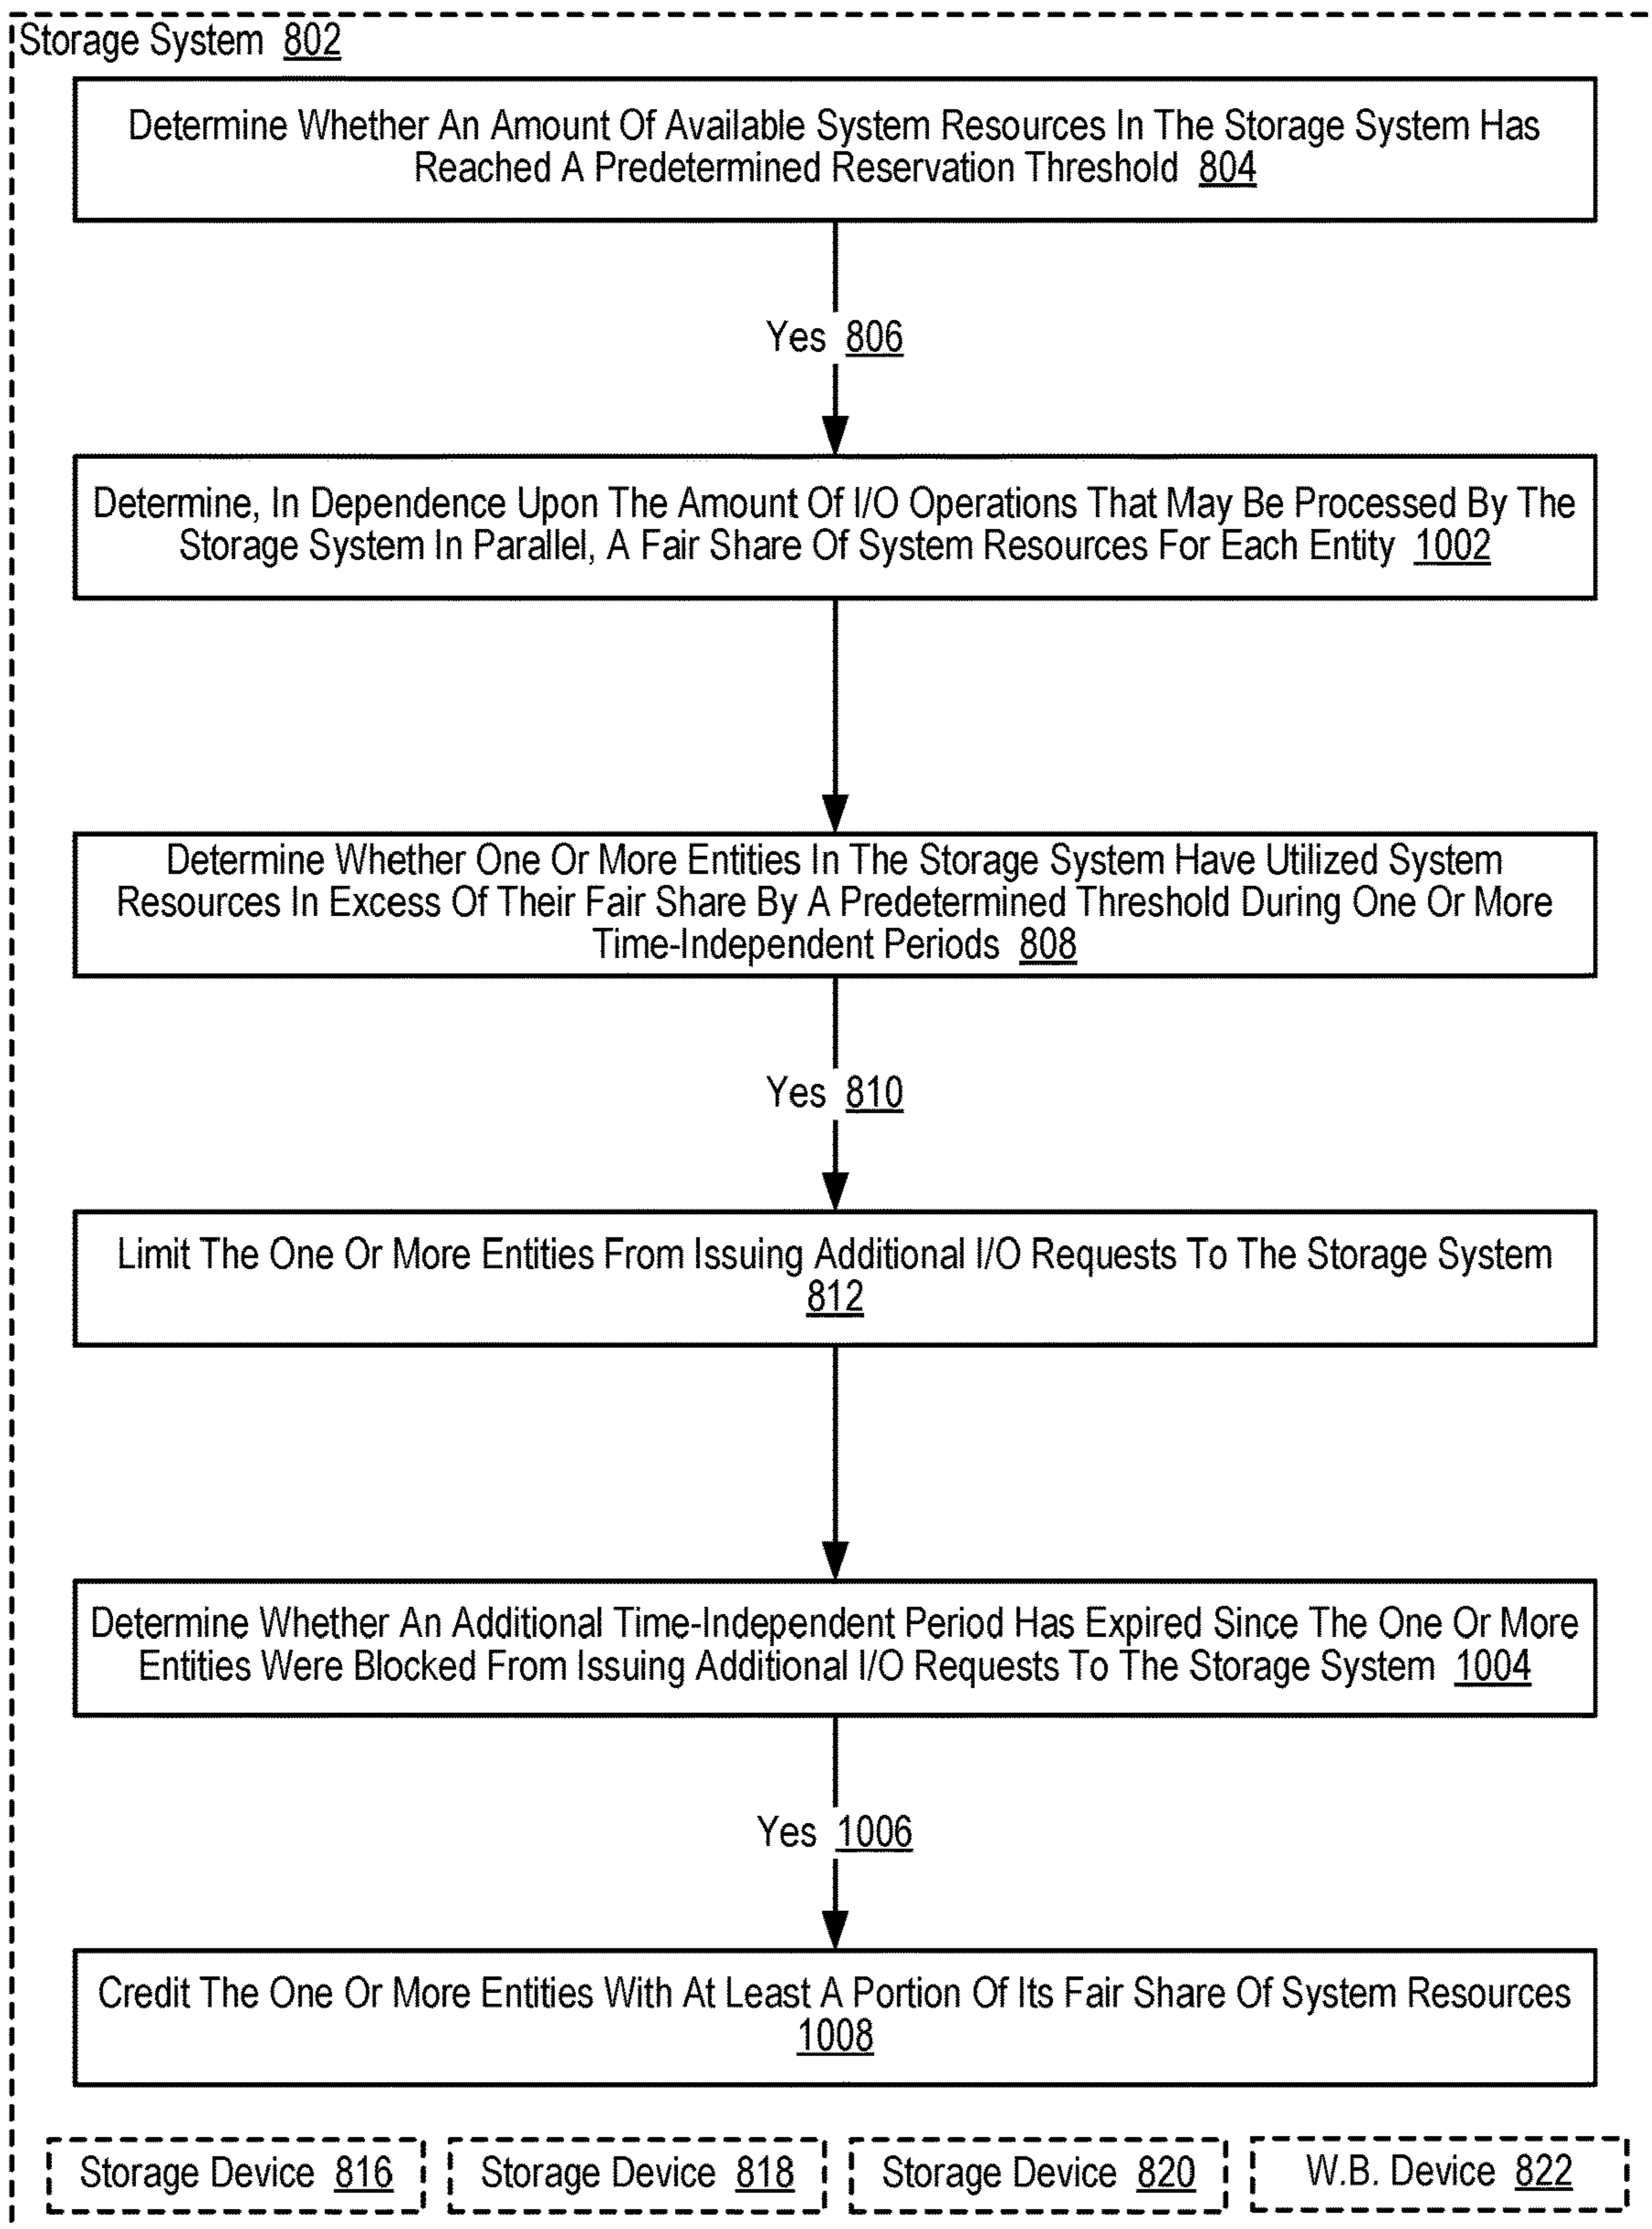 Storage System 802
Determine Whether An Amount Of Available System Resources In The Storage System Has
Reached A Predetermined Reservation Threshold 804
Yes 806
Determine, In Dependence Upon The Amount Of I/O Operations That May Be Processed By The
Storage System In Parallel, A Fair Share Of System Resources For Each Entity 1002
Determine Whether One Or More Entities In The Storage System Have Utilized System
Resources In Excess Of Their Fair Share By A Predetermined Threshold During One Or More
Time-Independent Periods 808
Yes 810
Limit The One Or More Entities From Issuing Additional I/O Requests To The Storage System
812
Determine Whether An Additional Time-Independent Period Has Expired Since The One Or More
Entities Were Blocked From Issuing Additional I/O Requests To The Storage System 1004
Yes 1006
Credit The One Or More Entities With At Least A Portion Of Its Fair Share Of System Resources
1008
Storage Device 816 Storage Device 818 Storage Device 820 W.B. Device 822